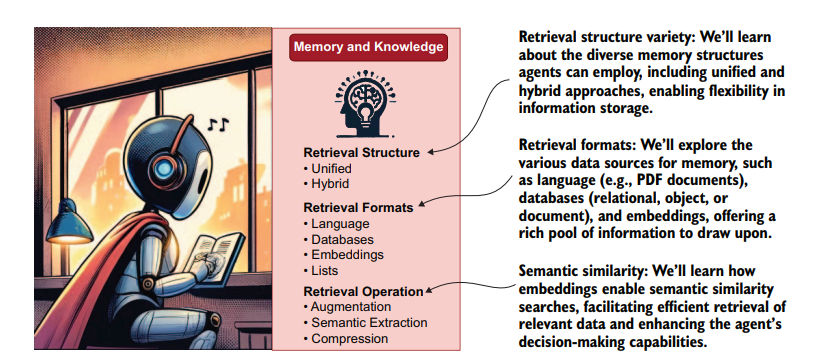 Memory and Knowledge
Retrieval Structure
• Unified
• Hybrid
Retrieval Formats
• Language
• Databases
• Embeddings
• Lists
Retrieval Operation
• Augmentation
• Semantic Extraction
• Compression
Retrieval structure variety: We’ll learn
about the diverse memory structures
agents can employ, including unified and
hybrid approaches, enabling flexibility in
information storage.
Retrieval formats: We’ll explore the
various data sources for memory, such
as language (e.g., PDF documents),
databases (relational, object, or
document), and embeddings, offering a
rich pool of information to draw upon.
Semantic similarity: We’ll learn how
embeddings enable semantic similarity
searches, facilitating efficient retrieval of
relevant data and enhancing the agent’s
decision-making capabilities.